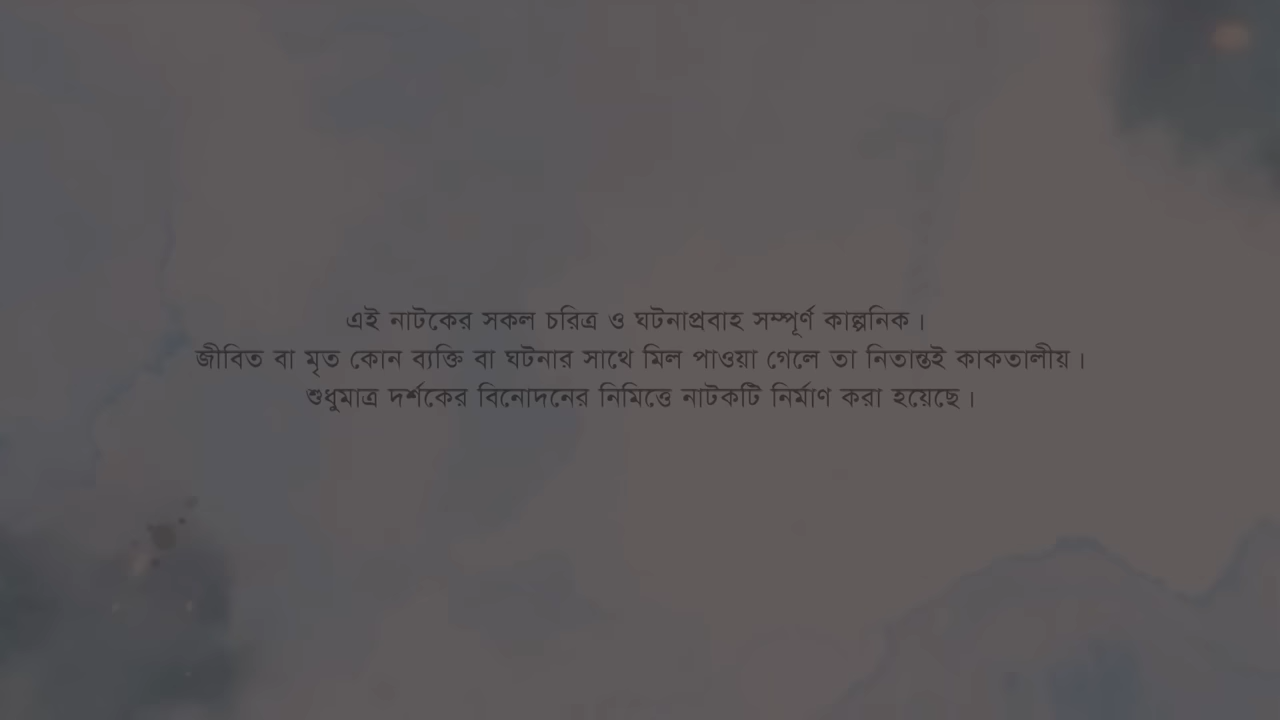 এই নাটকের সকল চরিত্র ও ঘটনাপ্রবাহ সম্পূর্ণ কাল্পনিক।
জীবিত বা মৃত কোন ব্যক্তি বা ঘটনার সাথে মিল পাওয়া গেলে তা নিতান্তই কাকতালীয়।
শুধুমাত্র দর্শকের বিনোদনের নিমিত্তে নাটকটি নির্মাণ করা হয়েছে।